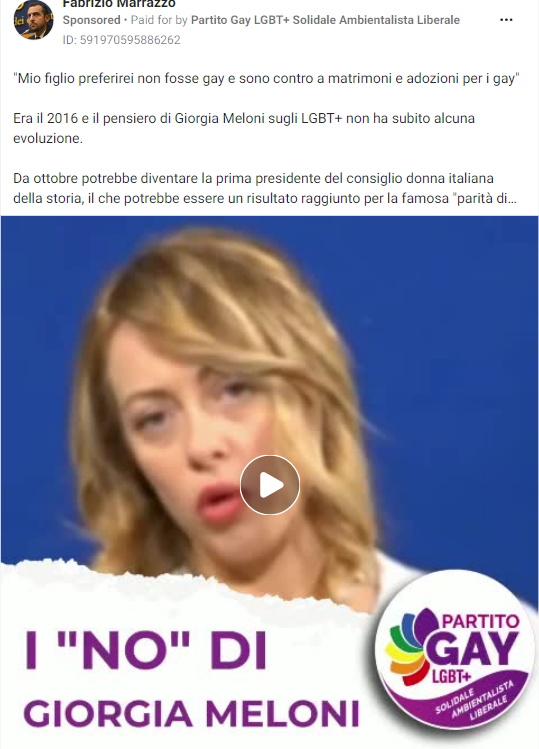 Fabrizio Marrazzo
Sponsored • Paid for by Partito Gay LGBT+ Solidale Ambientalista Liberale
ID: 591970595886262
"Mio figlio preferirei non fosse gay e sono contro a matrimoni e adozioni per i gay"
Era il 2016 e il pensiero di Giorgia Meloni sugli LGBT+ non ha subito alcuna
evoluzione.
Da ottobre potrebbe diventare la prima presidente del consiglio donna italiana
della storia, il che potrebbe essere un risultato raggiunto per la famosa "parità di...
I "NO" DI
GIORGIA MELONI
PARTITO
GAY
LGBT+
SOLIDALE
AMBIENTALISTA
LIBERALE